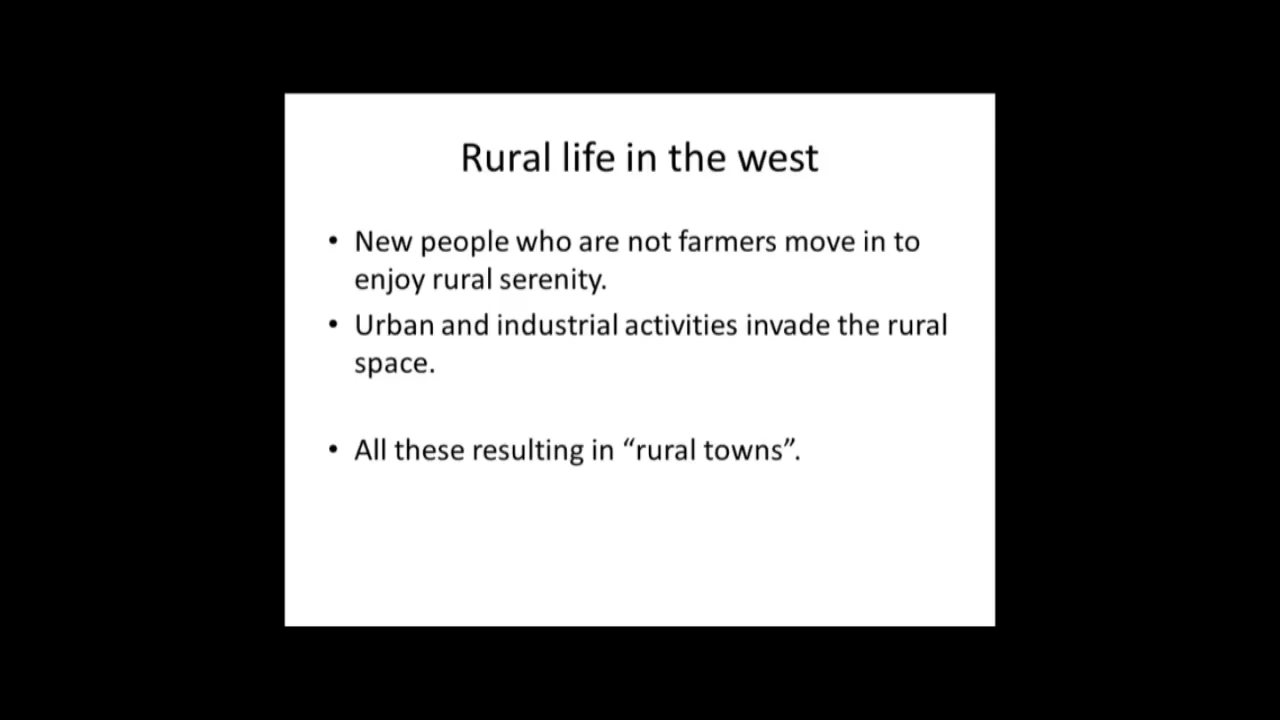 Rural life in the west
• New people who are not farmers move in to
enjoy rural serenity.
• Urban and industrial activities invade the rural
space.
• All these resulting in “rural towns”.